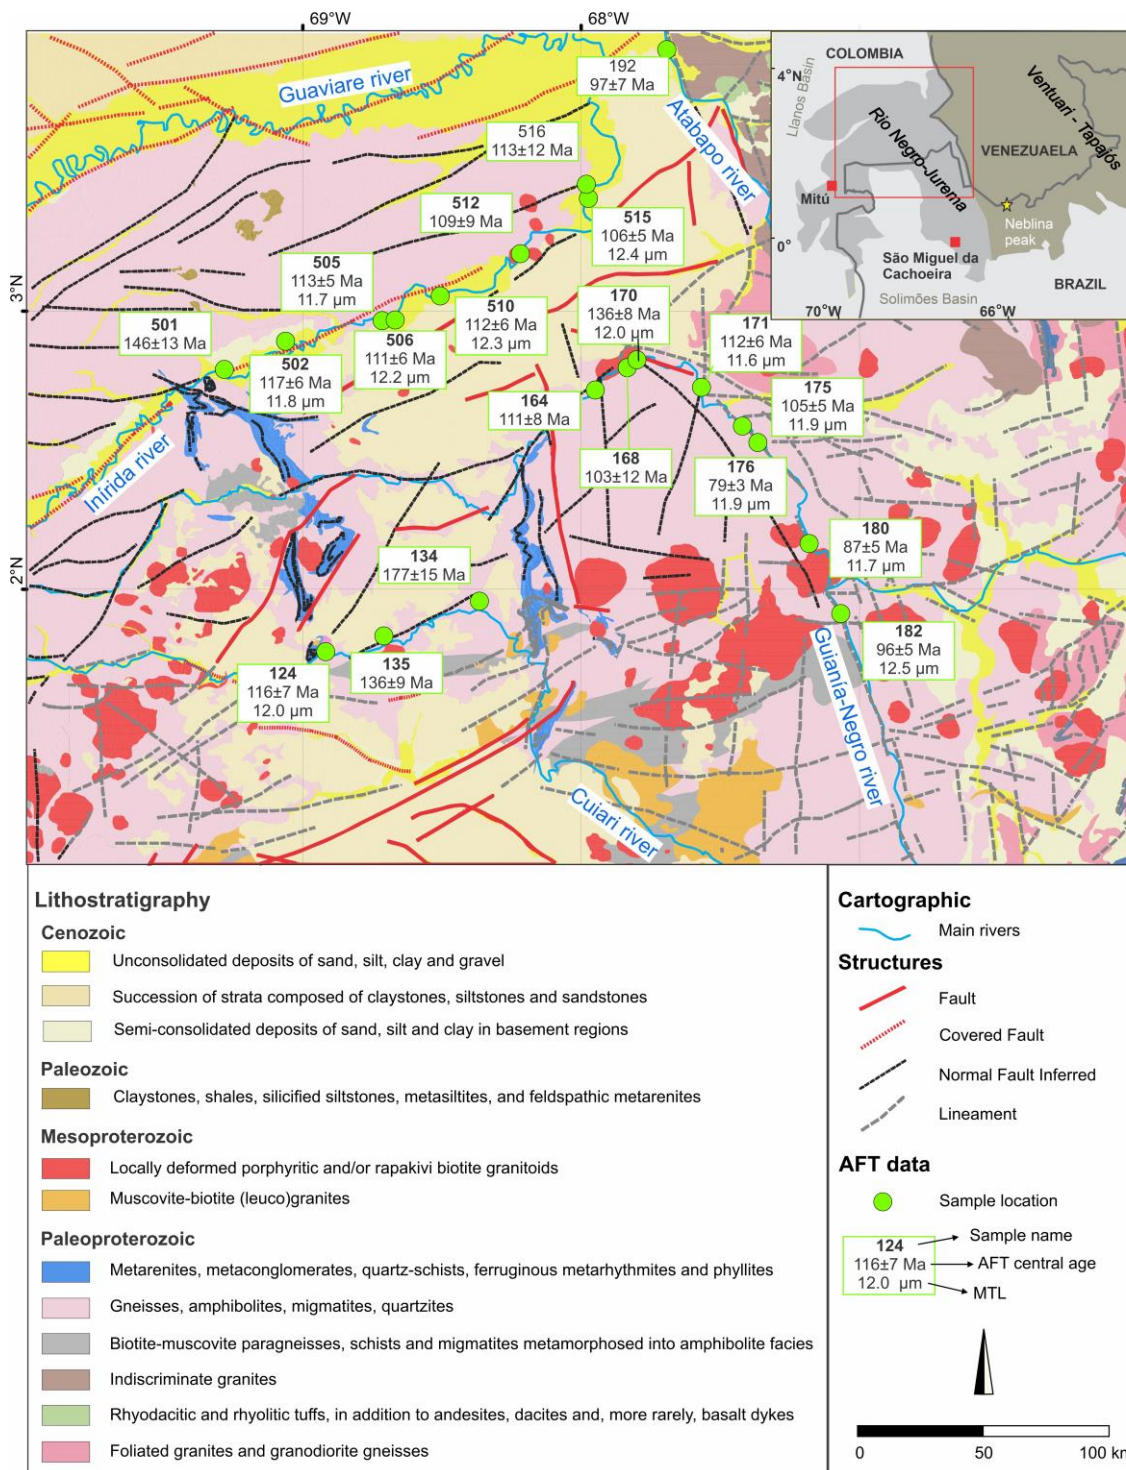 69°W
68°W
Guaviare river
192
97±7 Ma
Atabapo river
516
113±12 Ma
512
109±9 Ma
515
106±5 Ma
12.4 µm
505
113±5 Ma
11.7 µm
510
112±6 Ma
12.3 µm
170
136±8 Ma
12.0 µm
3°N
501
146±13 Ma
506
111±6 Ma
12.2 µm
171
112±6 Ma
11.6 µm
502
117±6 Ma
11.8 µm
164
111±8 Ma
175
105±5 Ma
11.9 µm
Inírida river
168
103±12 Ma
176
79±3 Ma
11.9 µm
180
87±5 Ma
11.7 µm
134
177±15 Ma
2°N
182
96±5 Ma
12.5 µm
124
116±7 Ma
12.0 µm
135
136±9 Ma
Guianía-Negro river
Cuiari river
COLOMBIA
4°N
Llanos Basin
Rio Negro-Jurema
Ventuari - Tapajós
VENEZUAELA
Mitú
Neblina
peak
0°
São Miguel da
Cachoeira
BRAZIL
Solimões Basin
70°W
66°W
Lithostratigraphy
Cenozoic
Unconsolidated deposits of sand, silt, clay and gravel
Succession of strata composed of claystones, siltstones and sandstones
Semi-consolidated deposits of sand, silt and clay in basement regions
Paleozoic
Claystones, shales, silicified siltstones, metasiltites, and feldspathic metarenites
Mesoproterozoic
Locally deformed porphyritic and/or rapakivi biotite granitoids
Muscovite-biotite (leuco)granites
Paleoproterozoic
Metarenites, metaconglomerates, quartz-schists, ferruginous metarhythmites and phyllites
Gneisses, amphibolites, migmatites, quartzites
Biotite-muscovite paragneisses, schists and migmatites metamorphosed into amphibolite facies
Indiscriminate granites
Rhyodacitic and rhyolitic tuffs, in addition to andesites, dacites and, more rarely, basalt dykes
Foliated granites and granodiorite gneisses
Cartographic
Main rivers
Structures
Fault
Covered Fault
Normal Fault Inferred
Lineament
AFT data
Sample location
124
116±7 Ma
12.0 µm
Sample name
AFT central age
MTL
0
50
100 km